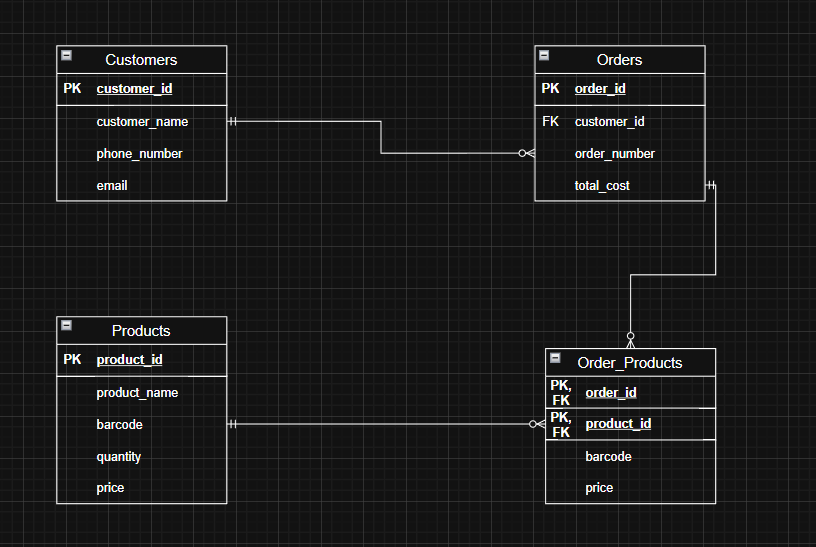 Customers
PK customer_id
customer_name
phone_number
email
Orders
PK order_id
FK customer_id
order_number
total_cost
Products
PK product_id
product_name
barcode
quantity
price
Order_Products
PK,
FK order_id
PK,
FK product_id
barcode
price